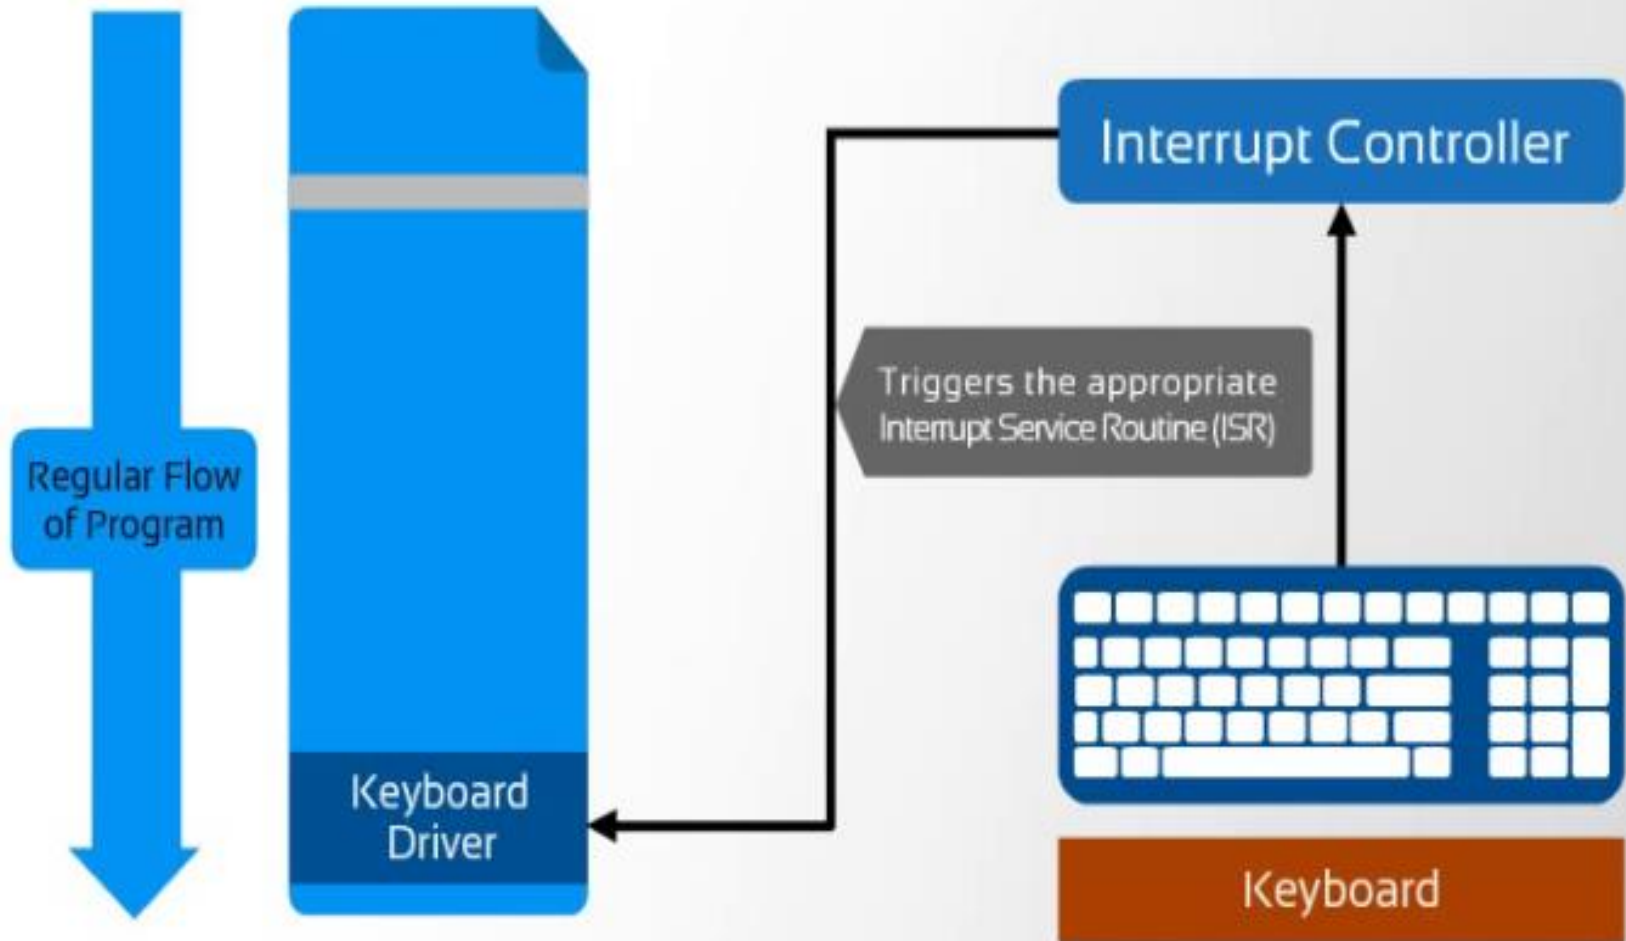 Interrupt Controller
Triggers the appropriate
Interrupt Service Routine (ISR)
Regular Flow
of Program
Keyboard
Driver
Keyboard